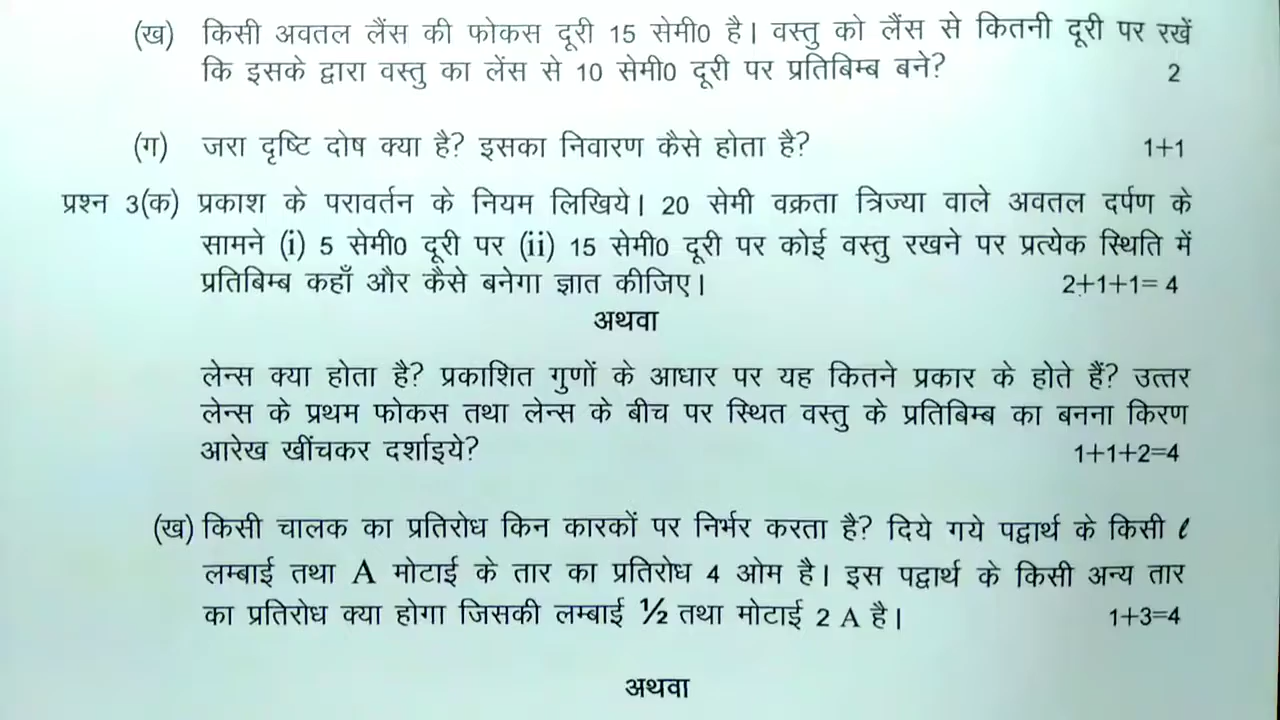 (ख) किसी अवतल लैंस की फोकस दूरी 15 सेमी0 है। वस्तु को लैंस से कितनी दूरी पर रखें
कि इसके द्वारा वस्तु का लेंस से 10 सेमी0 दूरी पर प्रतिबिम्ब बने? 2
(ग) जरा दृष्टि दोष क्या है? इसका निवारण कैसे होता है? 1+1
प्रश्न 3(क) प्रकाश के परावर्तन के नियम लिखिये। 20 सेमी वक्रता त्रिज्या वाले अवतल दर्पण के
सामने (i) 5 सेमी0 दूरी पर (ii) 15 सेमी0 दूरी पर कोई वस्तु रखने पर प्रत्येक स्थिति में
प्रतिबिम्ब कहाँ और कैसे बनेगा ज्ञात कीजिए। 2+1+1= 4
अथवा
लेन्स क्या होता है? प्रकाशित गुणों के आधार पर यह कितने प्रकार के होते हैं? उत्तर
लेन्स के प्रथम फोकस तथा लेन्स के बीच पर स्थित वस्तु के प्रतिबिम्ब का बनना किरण
आरेख खींचकर दर्शाइये? 1+1+2=4
(ख) किसी चालक का प्रतिरोध किन कारकों पर निर्भर करता है? दिये गये पद्वार्थ के किसी ℓ
लम्बाई तथा A मोटाई के तार का प्रतिरोध 4 ओम है। इस पद्वार्थ के किसी अन्य तार
का प्रतिरोध क्या होगा जिसकी लम्बाई ½ तथा मोटाई 2 A है। 1+3=4
अथवा